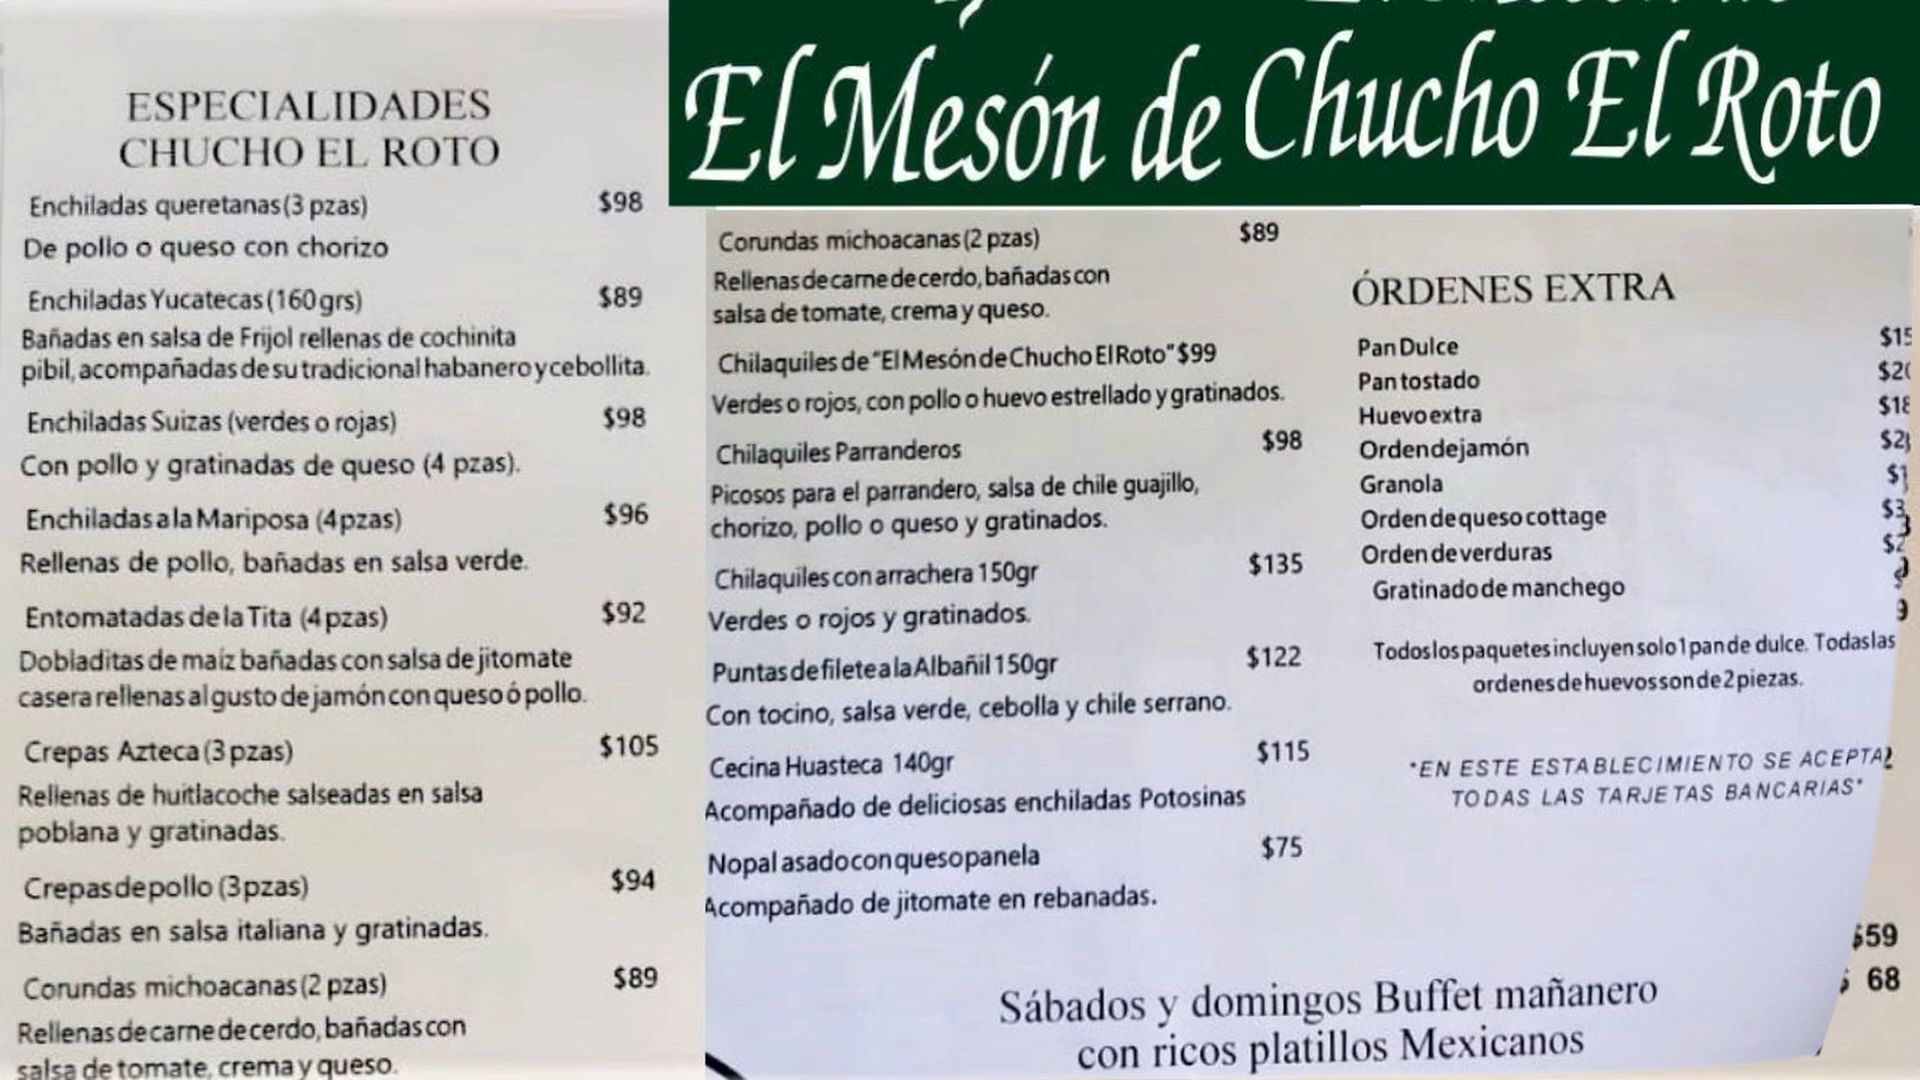 ESPECIALIDADES
CHUCHO EL ROTO
Enchiladas queretanas (3 pzas) $98
De pollo o queso con chorizo
Enchiladas Yucatecas (160grs) $89
Bañadas en salsa de Frijol rellenas de cochinita
pibil, acompañadas de su tradicional habanero y cebollita.
Enchiladas Suizas (verdes o rojas) $98
Con pollo y gratinadas de queso (4 pzas).
Enchiladas a la Mariposa (4pzas) $96
Rellenas de pollo, bañadas en salsa verde.
Entomatadas de la Tita (4pzas) $92
Dobladitas de maiz bañadas con salsa de jitomate
casera rellenas al gusto de jamón con queso ó pollo.
Crepas Azteca (3 pzas) $105
Rellenas de huitlacoche salseadas en salsa
poblana y gratinadas.
Crepas de pollo (3pzas) $94
Bañadas en salsa italiana y gratinadas.
Corundas michoacanas (2 pzas) $89
Rellenas de carne de cerdo, bañadas con
salsa de tomate, crema y queso.
El Mesón de Chucho El Roto
Corundas michoacanas (2 pzas) $89
Rellenas de carne de cerdo, bañadas con
salsa de tomate, crema y queso.
Chilaquiles de "El Mesón de Chucho El Roto" $99
Verdes o rojos, con pollo o huevo estrellado y gratinados.
Chilaquiles Parranderos $98
Picosos para el parrandero, salsa de chile guajillo,
chorizo, pollo o queso y gratinados.
Chilaquiles con arrachera 150gr $135
Verdes o rojos y gratinados.
Puntas de filete a la Albañil 150gr $122
Con tocino, salsa verde, cebolla y chile serrano.
Cecina Huasteca 140gr $115
Acompañado de deliciosas enchiladas Potosinas
Nopal asado con queso panela $75
Acompañado de jitomate en rebanadas.
ÓRDENES EXTRA
Pan Dulce $15
Pan tostado
Huevo extra $18
Orden de jamón
Granola
Orden de queso cottage
Orden de verduras
Gratinado de manchego
Todos los paquetes incluyen solo 1 pan de dulce. Todas las
ordenes de huevos son de 2 piezas.
*EN ESTE ESTABLECIMIENTO SE ACEPTA
TODAS LAS TARJETAS BANCARIAS*
$59
68
Sábados y domingos Buffet mañanero
con ricos platillos Mexicanos